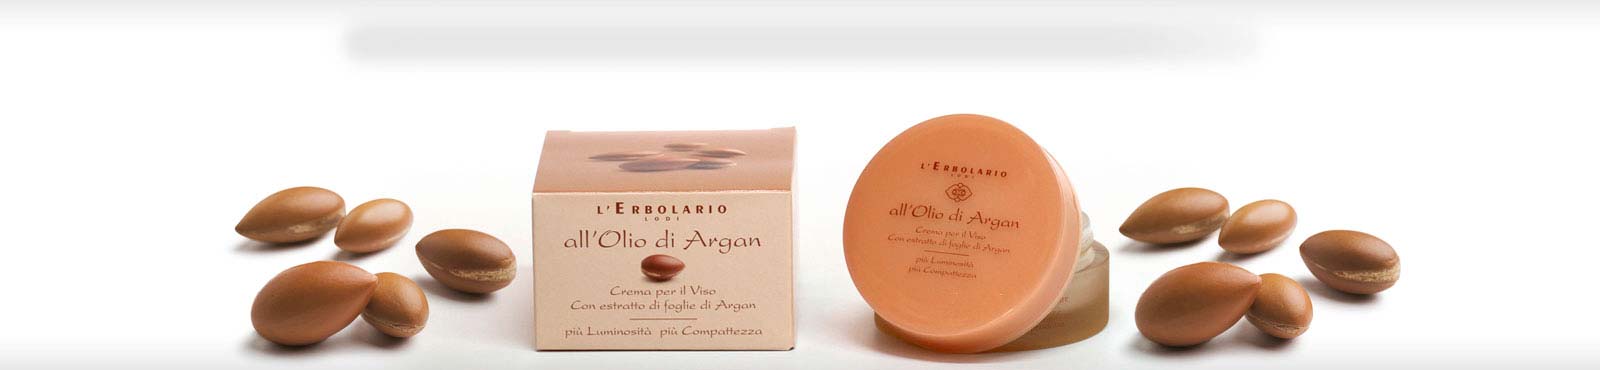 L'ERBOLARIO
LODI
all'Olio di Argan
Crema per il Viso
Con estratto di foglie di Argan
più Luminosità più Compattezza
L'ERBOLARIO
LODI
all'Olio di Argan
Crema per il Viso
Con estratto di foglie di Argan
più Luminosità
più Compattezza